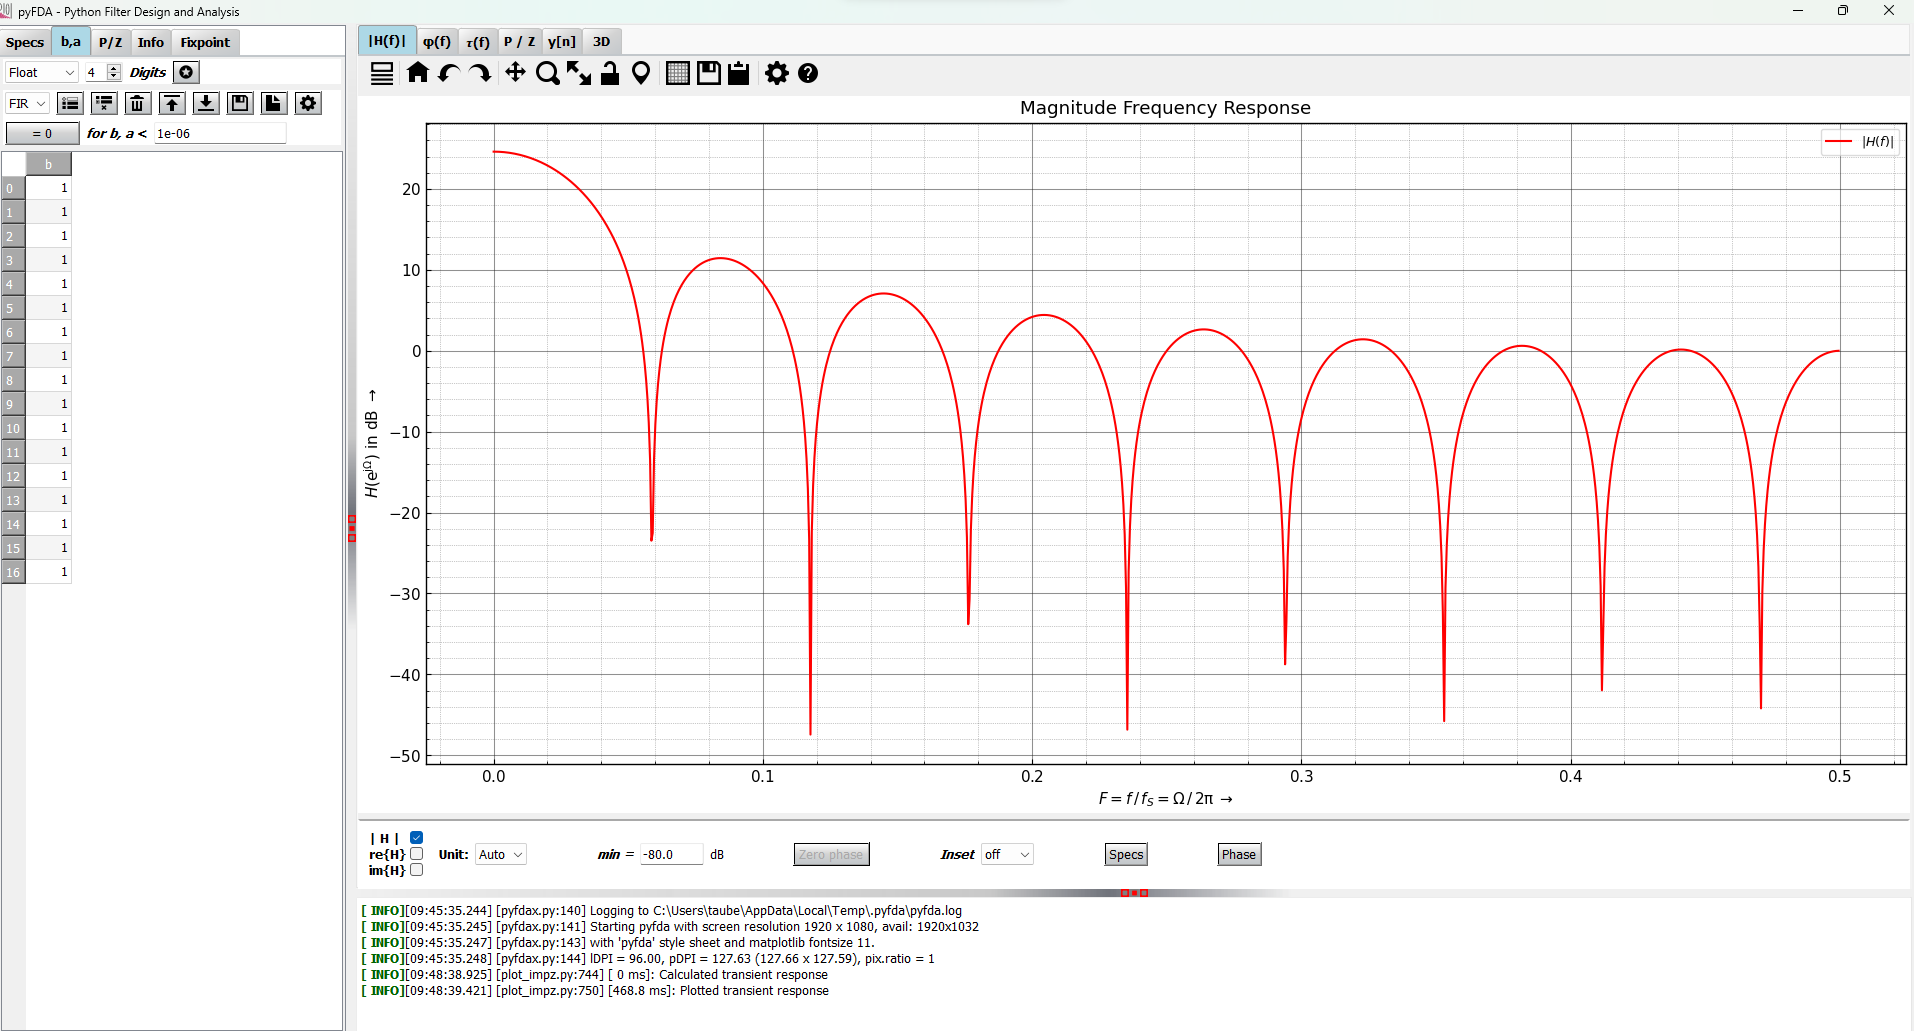 pyFDA - Python Filter Design and Analysis
Specs b,a P/Z Info Fixpoint
Float 4 Digits
FIR
= 0 for b, a < 1e-06
b
0 1
1 1
2 1
3 1
4 1
5 1
6 1
7 1
8 1
9 1
10 1
11 1
12 1
13 1
14 1
15 1
16 1
|H(f)| φ(f) τ(f) P / Z y[n] 3D
Magnitude Frequency Response
|H(f)|
20
10
0
−10
−20
−30
−40
−50
H(e^jΩ) in dB →
0.0 0.1 0.2 0.3 0.4 0.5
F = f / f_S = Ω / 2π →
| H |
re{H}
im{H}
Unit: Auto min = -80.0 dB Zero phase Inset off Specs Phase
[ INFO][09:45:35.244] [pyfdax.py:140] Logging to C:\Users\taube\AppData\Local\Temp\.pyfda\pyfda.log
[ INFO][09:45:35.245] [pyfdax.py:141] Starting pyfda with screen resolution 1920 x 1080, avail: 1920x1032
[ INFO][09:45:35.247] [pyfdax.py:143] with 'pyfda' style sheet and matplotlib fontsize 11.
[ INFO][09:45:35.248] [pyfdax.py:144] lDPI = 96.00, pDPI = 127.63 (127.66 x 127.59), pix.ratio = 1
[ INFO][09:48:38.925] [plot_impz.py:744] [ 0 ms]: Calculated transient response
[ INFO][09:48:39.421] [plot_impz.py:750] [468.8 ms]: Plotted transient response